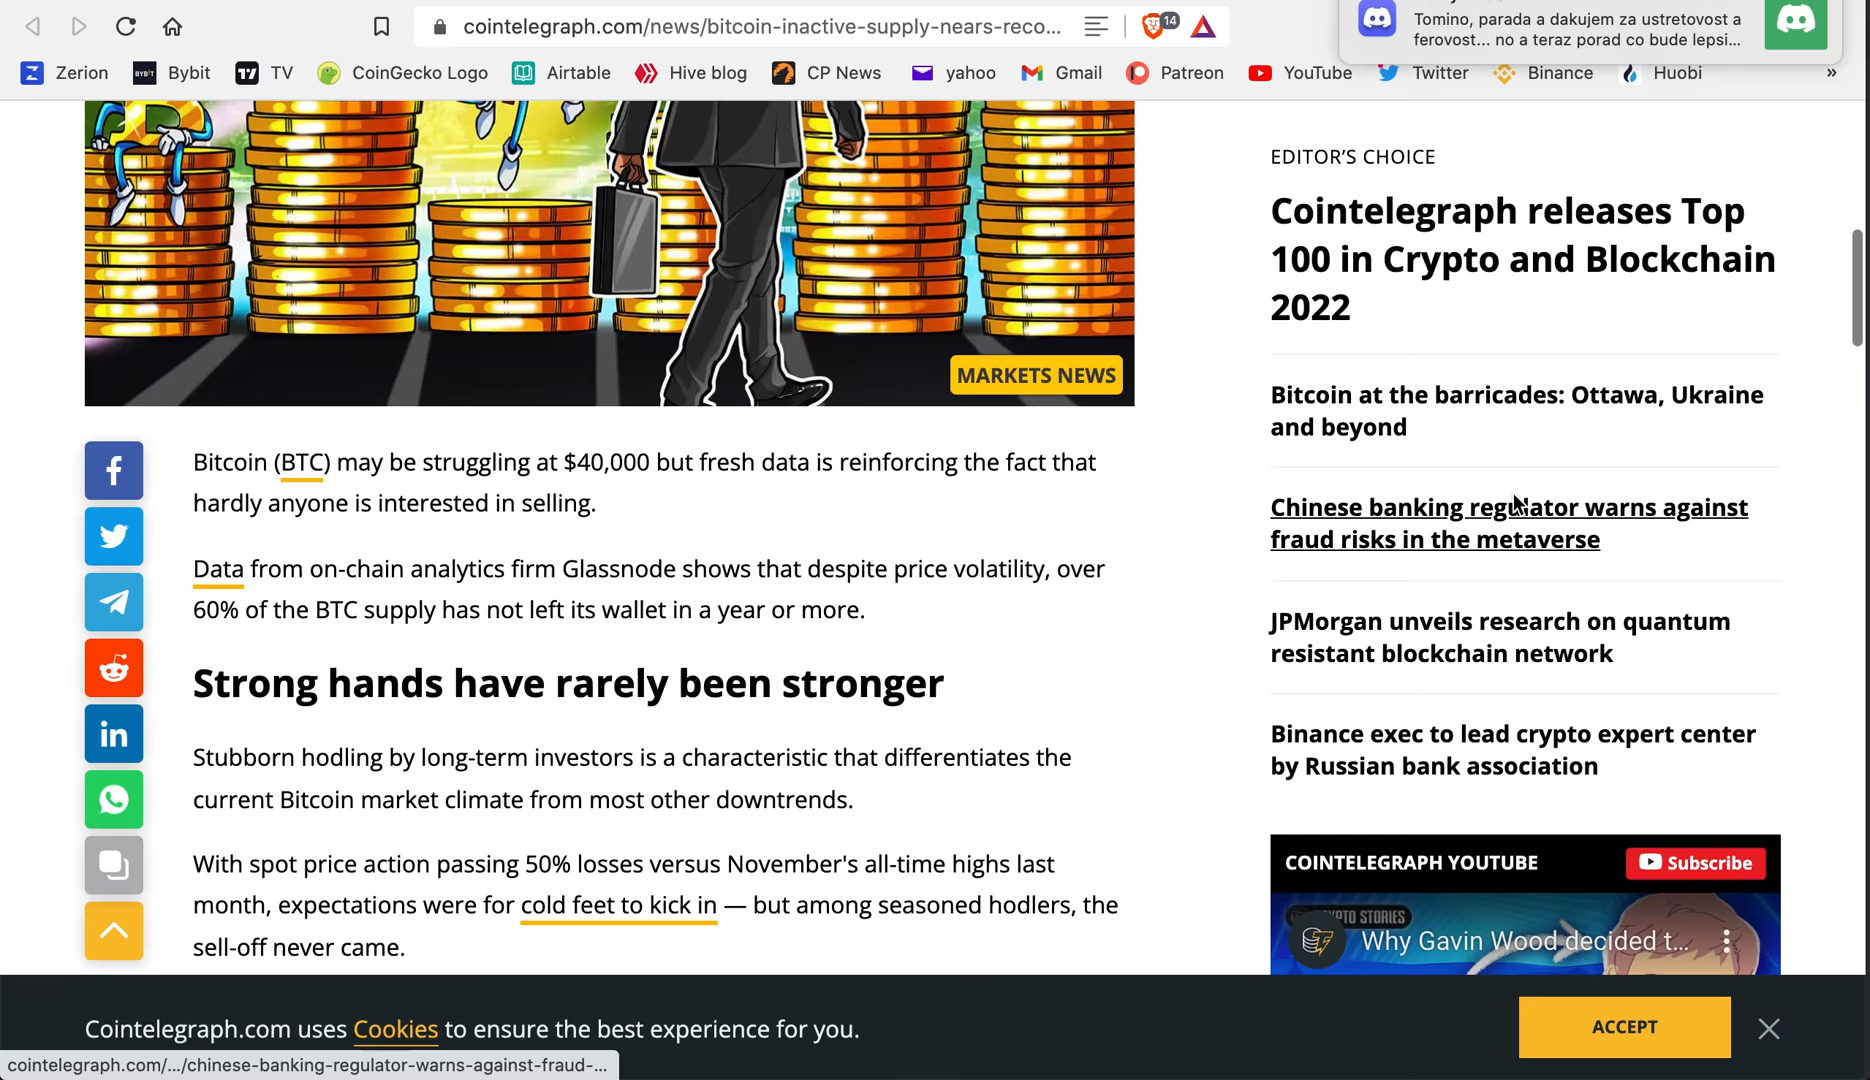 cointelegraph.com/news/bitcoin-inactive-supply-nears-reco...
14
Tomino, parada a dakujem za ustretovost a
ferovost... no a teraz porad co bude lepsi...
Zerion
BYBIT Bybit
TV
CoinGecko Logo
Airtable
Hive blog
CP News
yahoo
Gmail
Patreon
YouTube
Twitter
Binance
Huobi
»
MARKETS NEWS
Bitcoin (BTC) may be struggling at $40,000 but fresh data is reinforcing the fact that
hardly anyone is interested in selling.
Data from on-chain analytics firm Glassnode shows that despite price volatility, over
60% of the BTC supply has not left its wallet in a year or more.
Strong hands have rarely been stronger
Stubborn hodling by long-term investors is a characteristic that differentiates the
current Bitcoin market climate from most other downtrends.
With spot price action passing 50% losses versus November's all-time highs last
month, expectations were for cold feet to kick in — but among seasoned hodlers, the
sell-off never came.
EDITOR'S CHOICE
Cointelegraph releases Top
100 in Crypto and Blockchain
2022
Bitcoin at the barricades: Ottawa, Ukraine
and beyond
Chinese banking regulator warns against
fraud risks in the metaverse
JPMorgan unveils research on quantum
resistant blockchain network
Binance exec to lead crypto expert center
by Russian bank association
COINTELEGRAPH YOUTUBE
Subscribe
STORIES
Why Gavin Wood decided t...
Cointelegraph.com uses Cookies to ensure the best experience for you.
ACCEPT
cointelegraph.com/.../chinese-banking-regulator-warns-against-fraud-...